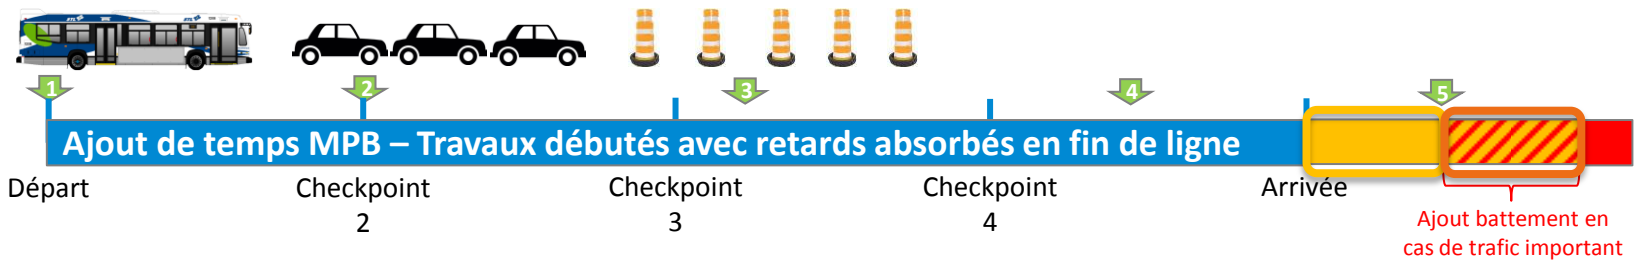 STL
1
2
3
4
5
Ajout de temps MPB – Travaux débutés avec retards absorbés en fin de ligne
Départ
Checkpoint
2
Checkpoint
3
Checkpoint
4
Arrivée
Ajout battement en
cas de trafic important